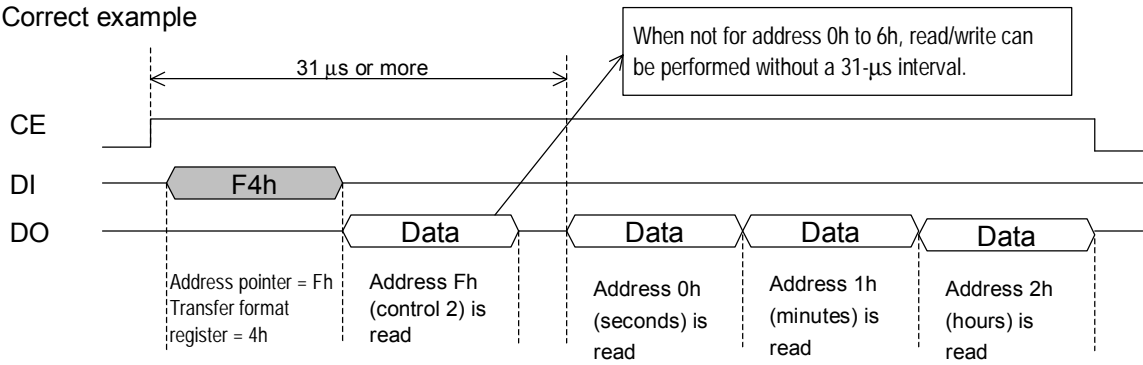 Correct example
When not for address 0h to 6h, read/write can
be performed without a 31-μs interval.
31 μs or more
CE
DI
F4h
DO
Data
Data
Data
Data
Address pointer = Fh
Transfer format
register = 4h
Address Fh
(control 2) is
read
Address 0h
(seconds) is
read
Address 1h
(minutes) is
read
Address 2h
(hours) is
read